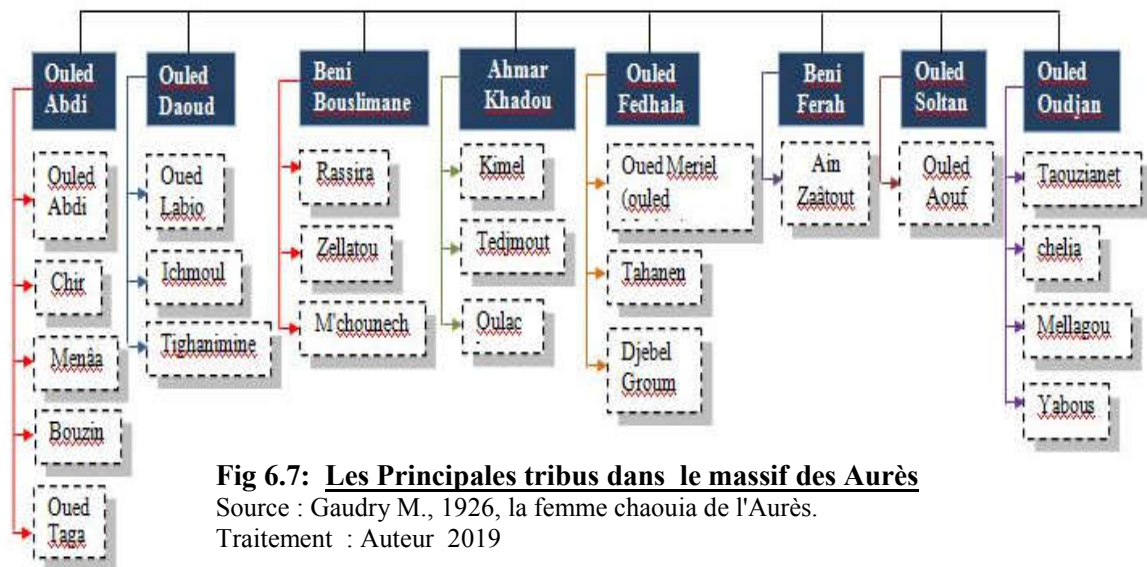 Ouled
Abdi
Ouled
Daoud
Beni
Bouslimane
Ahmar
Khadou
Ouled
Fedhala
Beni
Ferah
Ouled
Soltan
Ouled
Oudjan
Ouled
Abdi
Chir
Menâa
Bouzin
Oued
Taga
Oued
Labio
Ichmoul
Tighanimine
Rassira
Zellatou
M'chounech
Kimel
Tedjmout
Oulac
Oued Meriel
(ouled
Tahanen
Djebel
Groum
Ain
Zaâtout
Ouled
Aouf
Taouzianet
chelia
Mellagou
Yabous
Fig 6.7: Les Principales tribus dans le massif des Aurès
Source : Gaudry M., 1926, la femme chaouia de l'Aurès.
Traitement : Auteur 2019